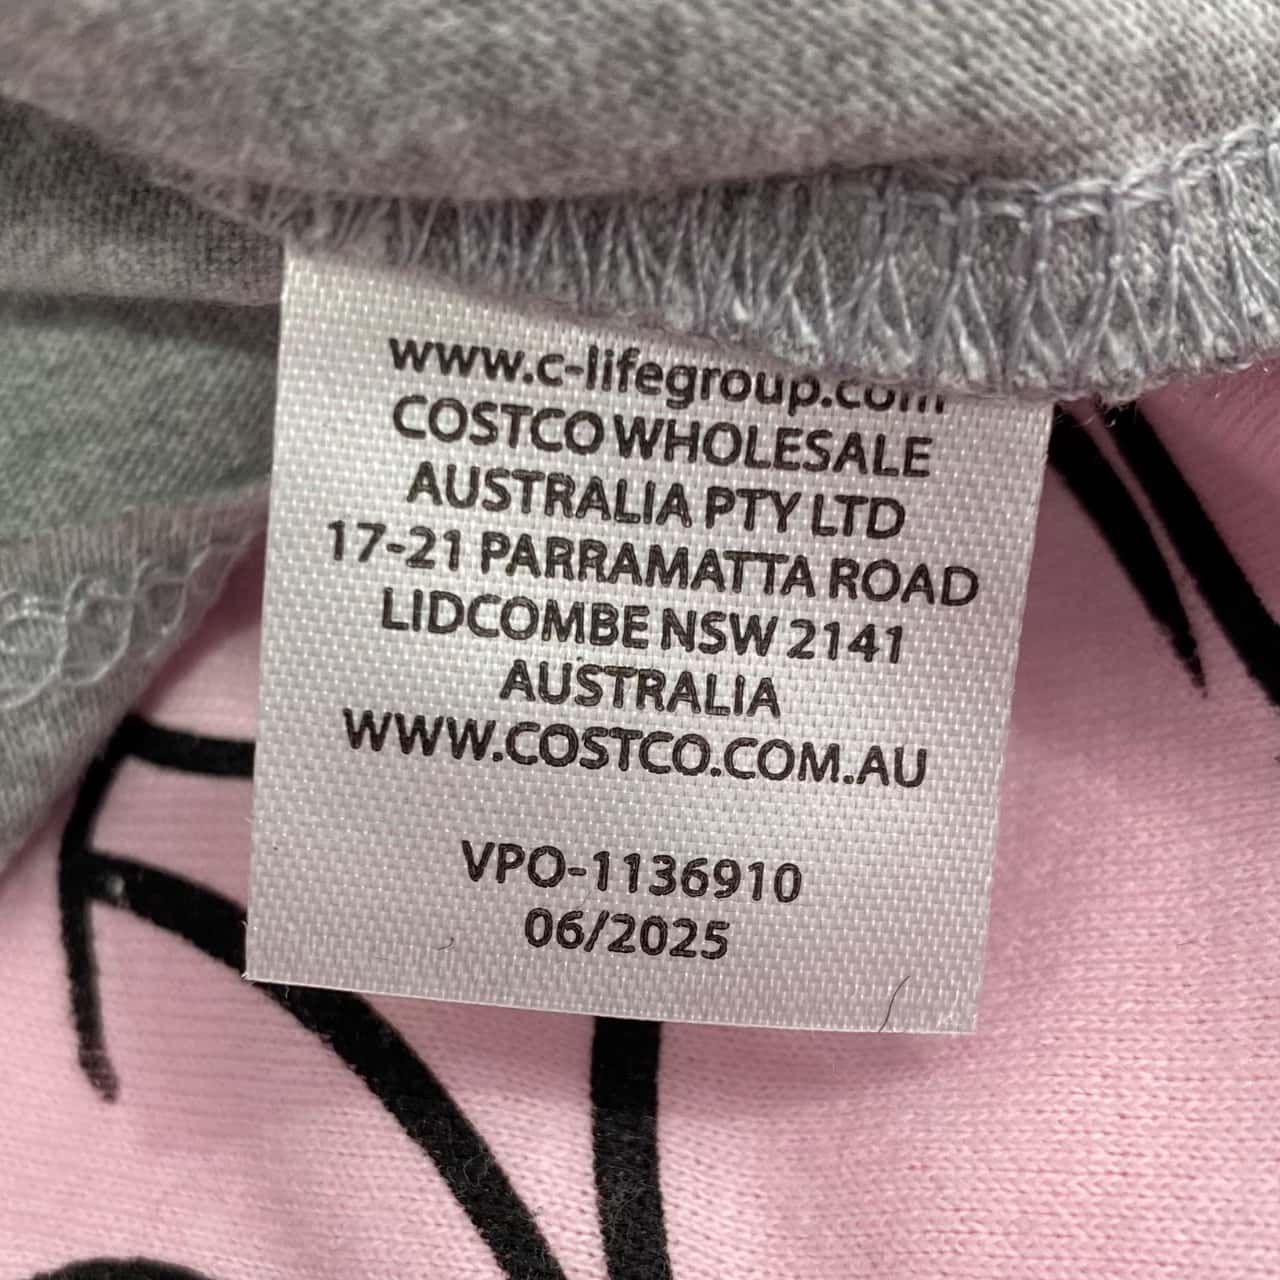 www.c-lifegroup.com
COSTCO WHOLESALE
AUSTRALIA PTY LTD
17-21 PARRAMATTA ROAD
LIDCOMBE NSW 2141
AUSTRALIA
WWW.COSTCO.COM.AU
VPO-1136910
06/2025